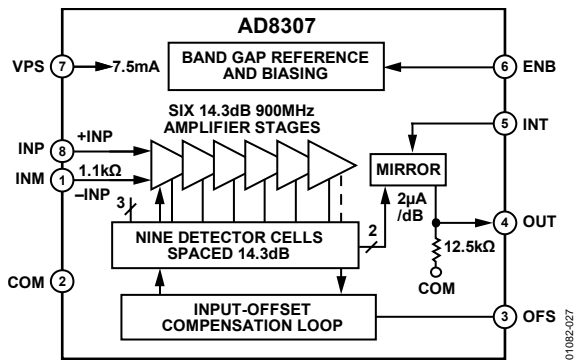 AD8307
VPS
7
7.5mA
BAND GAP REFERENCE
AND BIASING
6
ENB
SIX 14.3dB 900MHz
AMPLIFIER STAGES
5
INT
INP
8
+INP
INM
1
1.1kΩ
–INP
MIRROR
3
2
2µA
/dB
4
OUT
NINE DETECTOR CELLS
SPACED 14.3dB
12.5kΩ
COM
COM
2
INPUT-OFFSET
COMPENSATION LOOP
3
OFS
01082-027